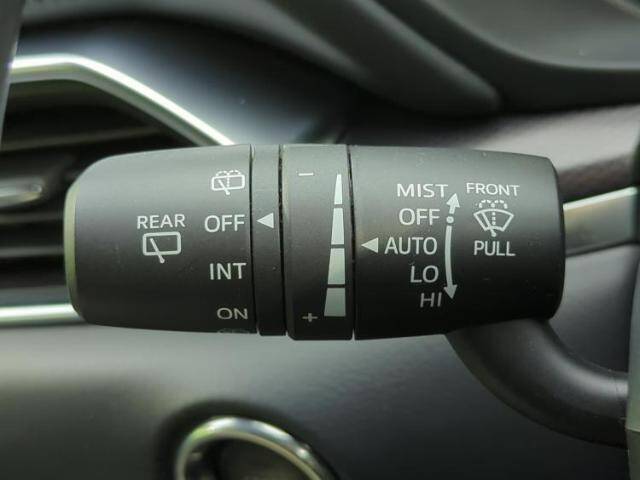 REAR
OFF
INT
ON
−
+
MIST
OFF
AUTO
LO
HI
FRONT
PULL